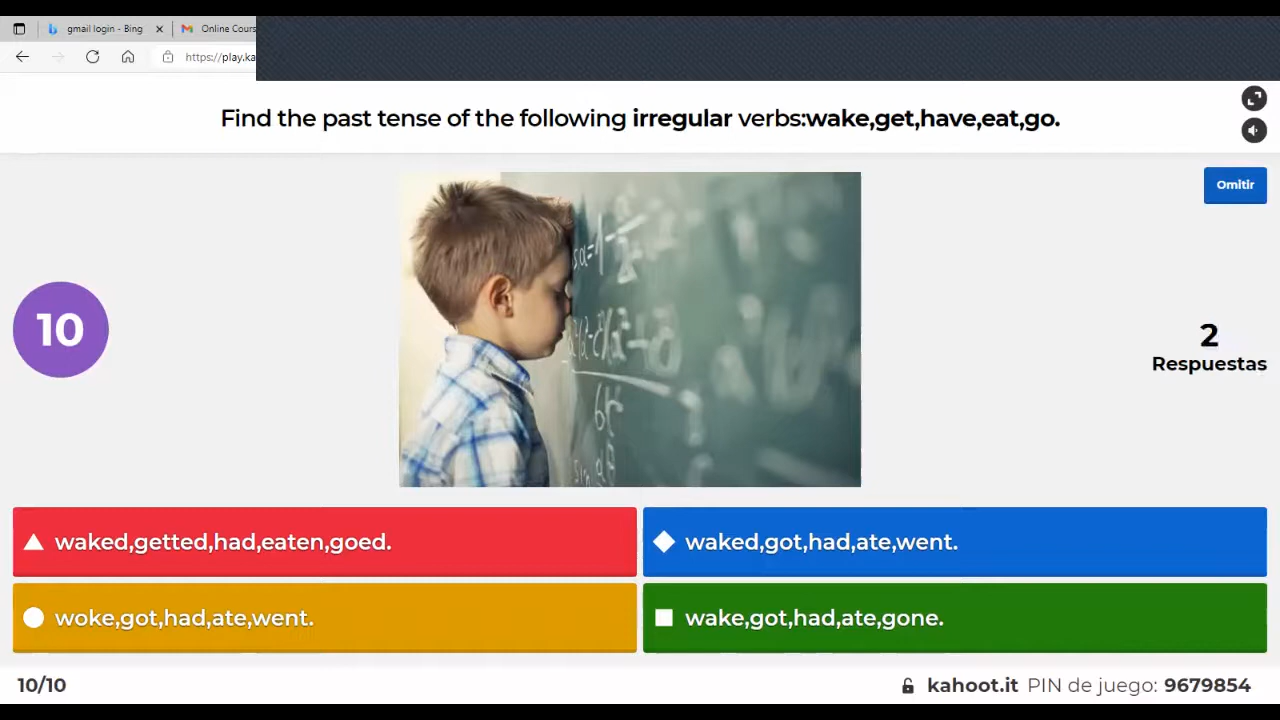 gmail login - Bing
Online Cours
https://play.ka
Find the past tense of the following irregular verbs:wake,get,have,eat,go.
Omitir
10
2
Respuestas
waked,getted,had,eaten,goed.
waked,got,had,ate,went.
woke,got,had,ate,went.
wake,got,had,ate,gone.
10/10
kahoot.it PIN de juego: 9679854